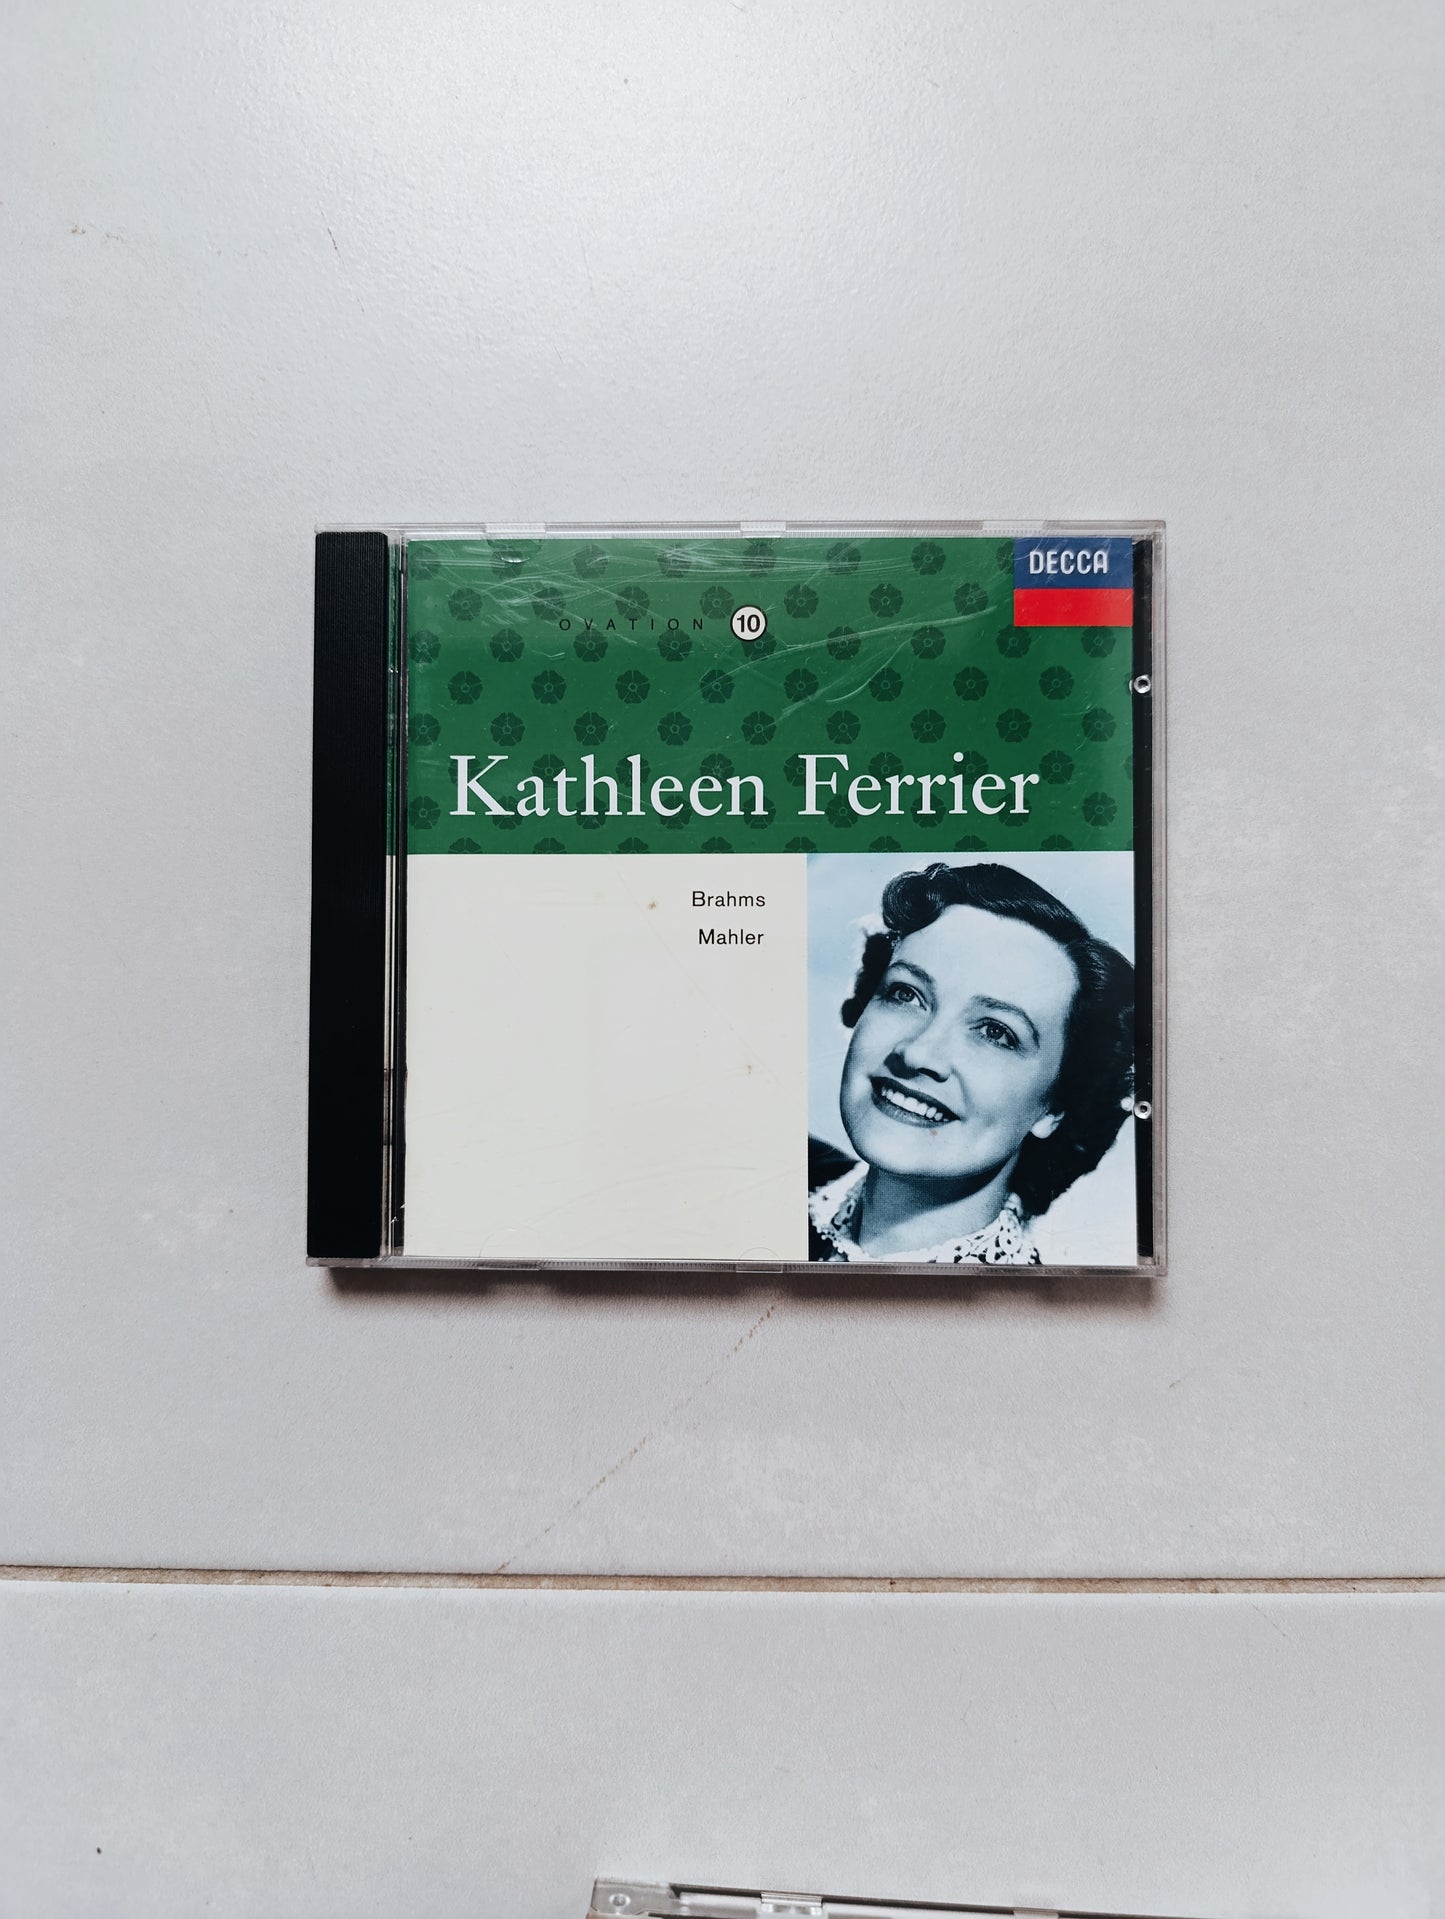 DECCA
OVATION 10
Kathleen Ferrier
Brahms
Mahler